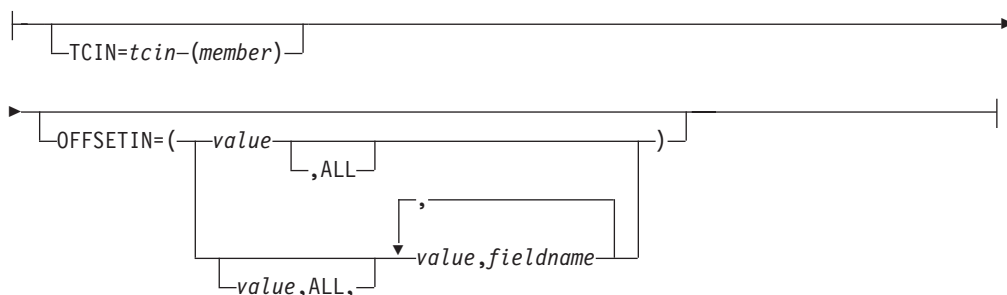 TCIN=tcin–(member)
OFFSETIN=( value )
,ALL
,
value,fieldname
value,ALL,